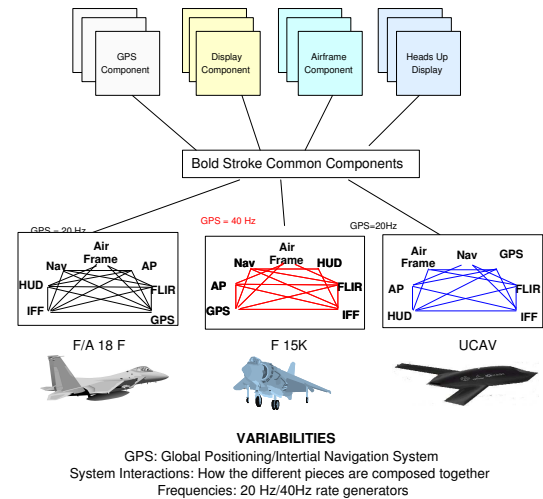 GPS
Component
Display
Component
Airframe
Component
Heads Up
Display
Bold Stroke Common Components
GPS = 20 Hz
GPS = 40 Hz
GPS=20Hz
Air
Frame
Nav
AP
HUD
FLIR
IFF
GPS
Air
Frame
Nav
HUD
AP
FLIR
GPS
IFF
Air
Frame
Nav
GPS
AP
FLIR
HUD
IFF
F/A 18 F
F 15K
UCAV
VARIABILITIES
GPS: Global Positioning/Intertial Navigation System
System Interactions: How the different pieces are composed together
Frequencies: 20 Hz/40Hz rate generators